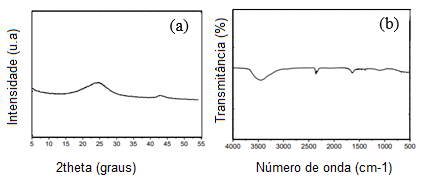 (a)
Intensidade (u.a)
5 10 15 20 25 30 35 40 45 50 55
2theta (graus)
(b)
Transmitância (%)
4000 3500 3000 2500 2000 1500 1000 500
Número de onda (cm-1)